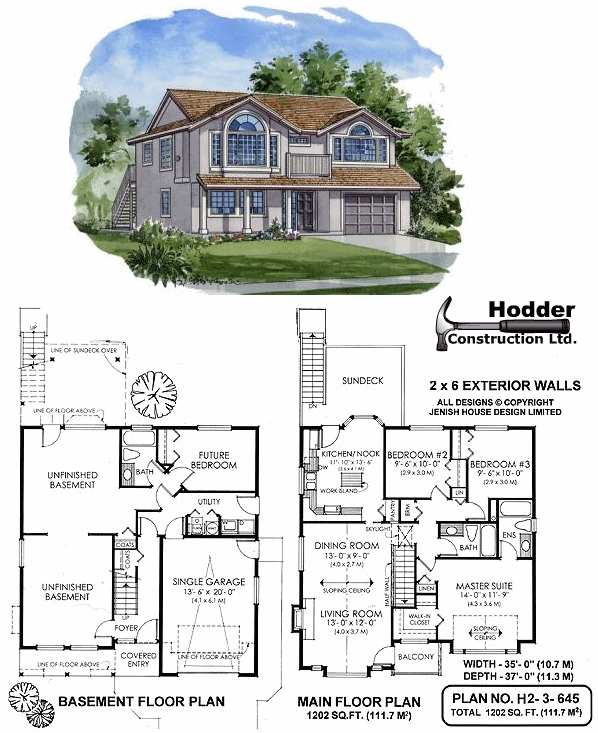 Hodder
Construction Ltd.
2 x 6 EXTERIOR WALLS
ALL DESIGNS © COPYRIGHT
JENISH HOUSE DESIGN LIMITED
UP
LINE OF SUNDECK OVER
LINE OF FLOOR ABOVE
UNFINISHED
BASEMENT
BATH
FUTURE
BEDROOM
UTILITY
COATS
COATS
UNFINISHED
BASEMENT
SINGLE GARAGE
13'- 6" x 20'- 0"
(4.1 x 6.1 M)
UP
FOYER
LINE OF FLOOR ABOVE
COVERED
ENTRY
LINE OF FLOOR ABOVE
BASEMENT FLOOR PLAN
DN
SUNDECK
KITCHEN/NOOK
11'- 10" x 13'- 6"
(3.6 x 4.1 M)
DW
WORK ISLAND
BEDROOM #2
9'- 6" x 10'- 0"
(2.9 x 3.0 M)
BEDROOM #3
9'- 6" x 10'- 0"
(2.9 x 3.0 M)
LIN
PANTRY
BRM
SKYLIGHT
DINING ROOM
13'- 0" x 9'- 0"
(4.0 x 2.7 M)
SLOPING CEILING
HALF WALL
BATH
ENS
LINEN
MASTER SUITE
14'- 0" x 11'- 9"
(4.3 x 3.6 M)
LIVING ROOM
13'- 0" x 12'- 0"
(4.0 x 3.7 M)
WALK-IN
CLOSET
SLOPING
CEILING
BALCONY
MAIN FLOOR PLAN
1202 SQ.FT. (111.7 M²)
WIDTH - 35'- 0" (10.7 M)
DEPTH - 37'- 0" (11.3 M)
PLAN NO. H2- 3- 645
TOTAL 1202 SQ.FT. (111.7 M²)